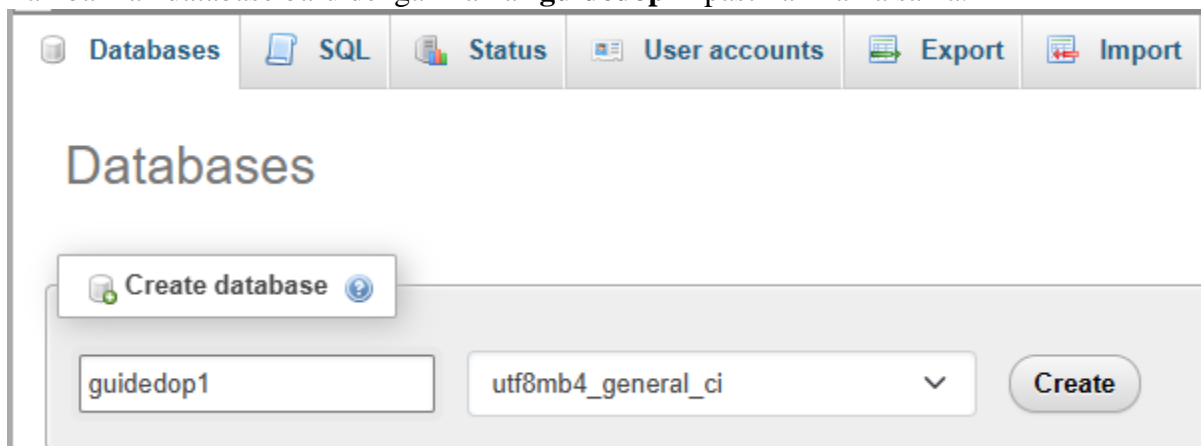 Databases SQL Status User accounts Export Import
Databases
Create database
guidedop1 utf8mb4_general_ci Create